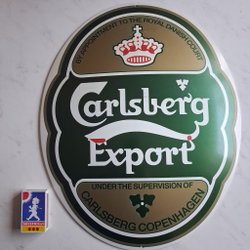 BY APPOINTMENT TO THE ROYAL DANISH COURT
Carlsberg
Export
UNDER THE SUPERVISION OF
CARLSBERG COPENHAGEN